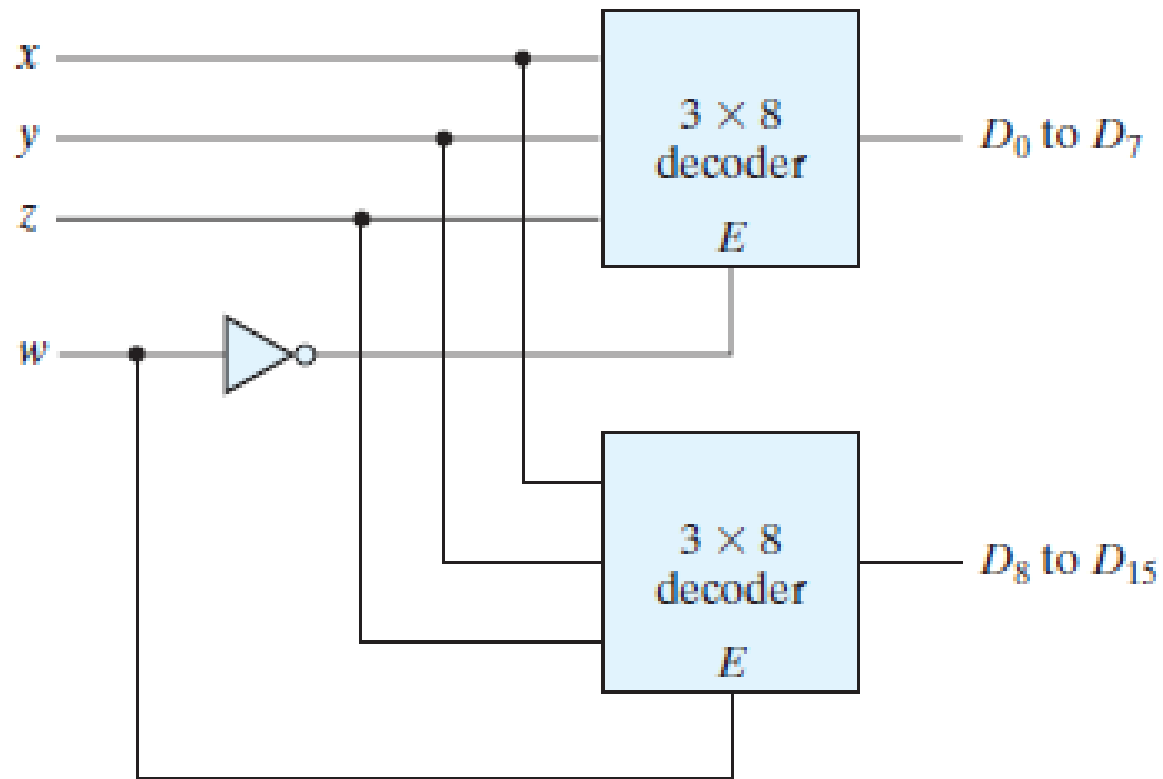 x
y
z
w
3 × 8
decoder
E
D₀ to D₇
3 × 8
decoder
E
D₈ to D₁₅